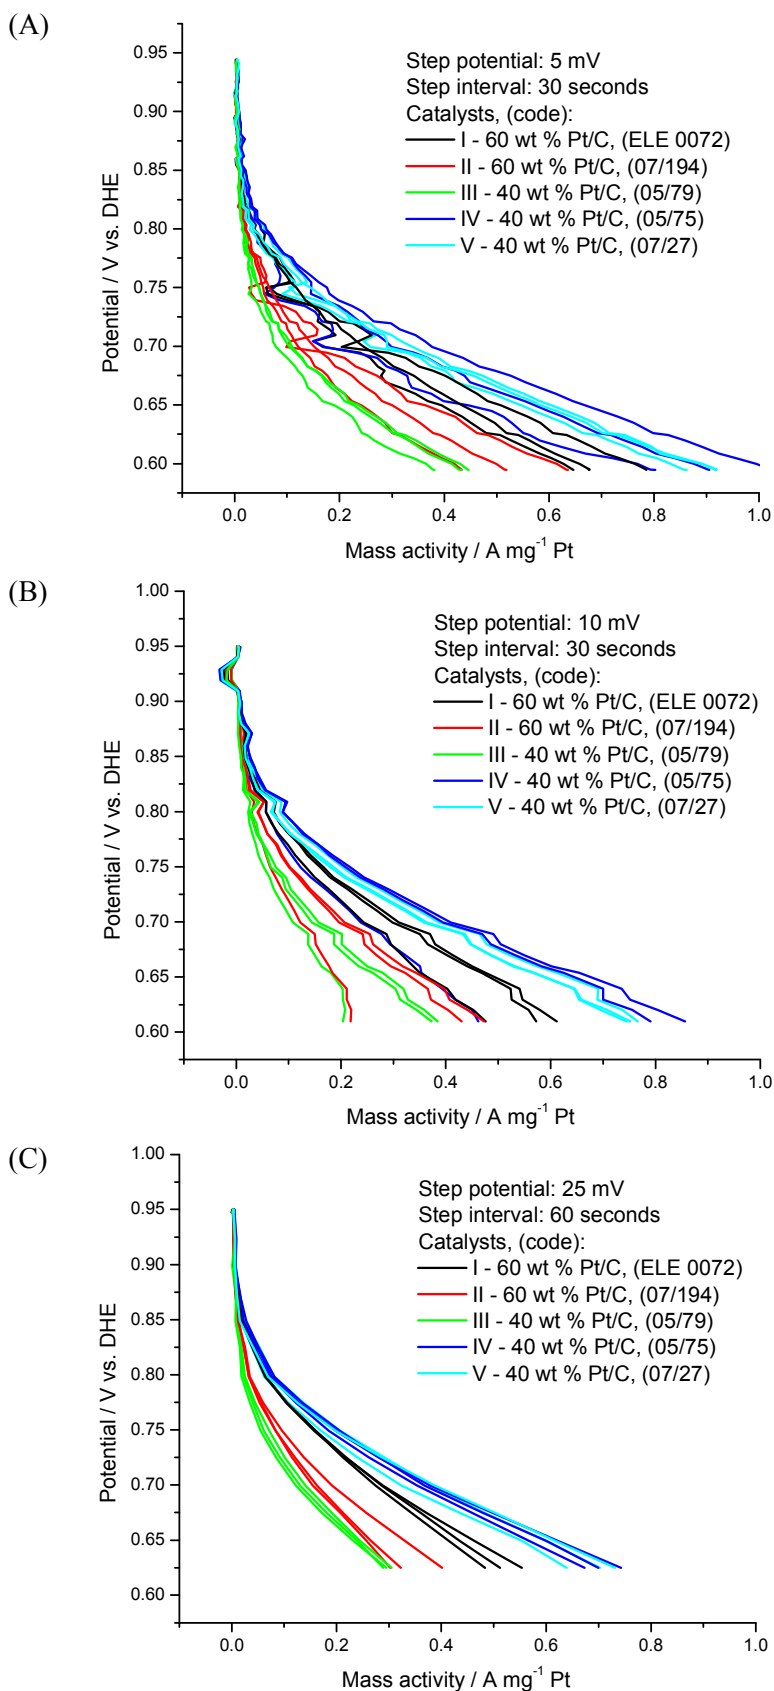 (A)
0.95
0.90
0.85
0.80
0.75
0.70
0.65
0.60
Potential / V vs. DHE
Step potential: 5 mV
Step interval: 30 seconds
Catalysts, (code):
I - 60 wt % Pt/C, (ELE 0072)
II - 60 wt % Pt/C, (07/194)
III - 40 wt % Pt/C, (05/79)
IV - 40 wt % Pt/C, (05/75)
V - 40 wt % Pt/C, (07/27)
0.0 0.2 0.4 0.6 0.8 1.0
Mass activity / A mg⁻¹ Pt
(B)
1.00
0.95
0.90
0.85
0.80
0.75
0.70
0.65
0.60
Potential / V vs. DHE
Step potential: 10 mV
Step interval: 30 seconds
Catalysts, (code):
I - 60 wt % Pt/C, (ELE 0072)
II - 60 wt % Pt/C, (07/194)
III - 40 wt % Pt/C, (05/79)
IV - 40 wt % Pt/C, (05/75)
V - 40 wt % Pt/C, (07/27)
0.0 0.2 0.4 0.6 0.8 1.0
Mass activity / A mg⁻¹ Pt
(C)
1.00
0.95
0.90
0.85
0.80
0.75
0.70
0.65
0.60
Potential / V vs. DHE
Step potential: 25 mV
Step interval: 60 seconds
Catalysts, (code):
I - 60 wt % Pt/C, (ELE 0072)
II - 60 wt % Pt/C, (07/194)
III - 40 wt % Pt/C, (05/79)
IV - 40 wt % Pt/C, (05/75)
V - 40 wt % Pt/C, (07/27)
0.0 0.2 0.4 0.6 0.8 1.0
Mass activity / A mg⁻¹ Pt